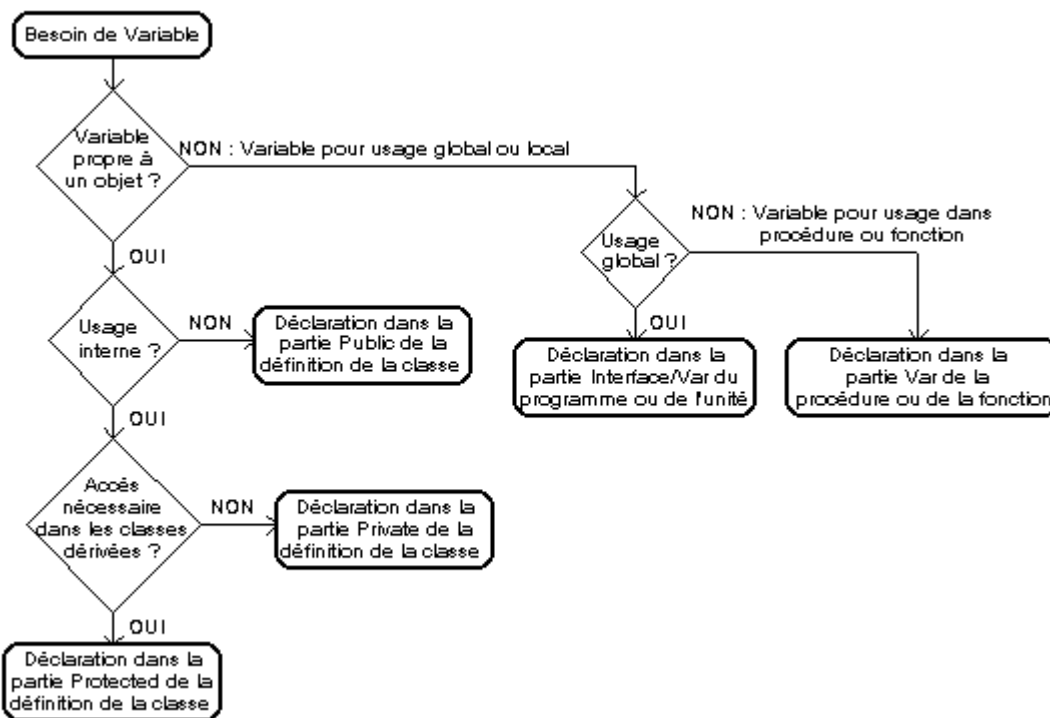 Besoin de Variable
Variable
propre à
un objet ?
NON : Variable pour usage global ou local
OUI
Usage
global ?
NON : Variable pour usage dans
procédure ou fonction
OUI
Déclaration dans la
partie Interface/Var du
programme ou de l'unité
Déclaration dans la
partie Var de la
procédure ou de la fonction
Usage
interne ?
NON
Déclaration dans la
partie Public de la
définition de la classe
OUI
Accés
nécessaire
dans les classes
dérivées ?
NON
Déclaration dans la
partie Private de la
définition de la classe
OUI
Déclaration dans la
partie Protected de la
définition de la classe